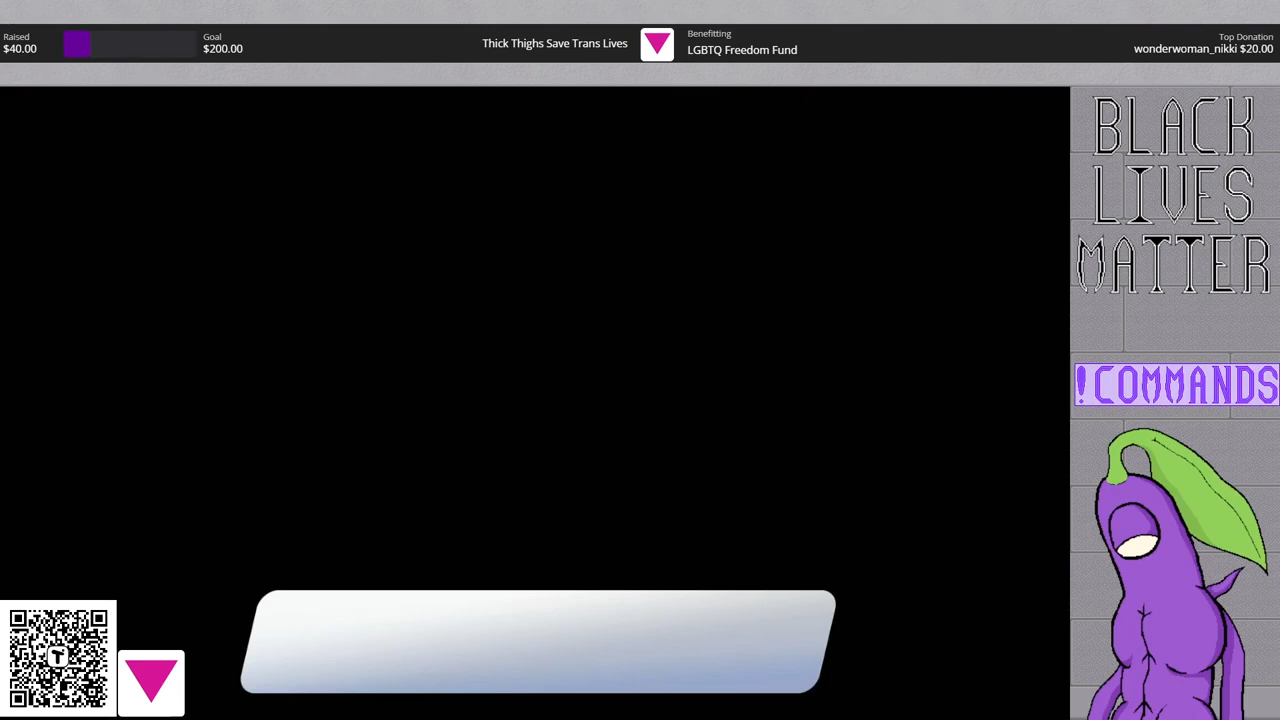 Raised
$40.00
Goal
$200.00
Thick Thighs Save Trans Lives
Benefitting
LGBTQ Freedom Fund
Top Donation
wonderwoman_nikki $20.00
BLACK
LIVES
MATTER
!COMMANDS
T